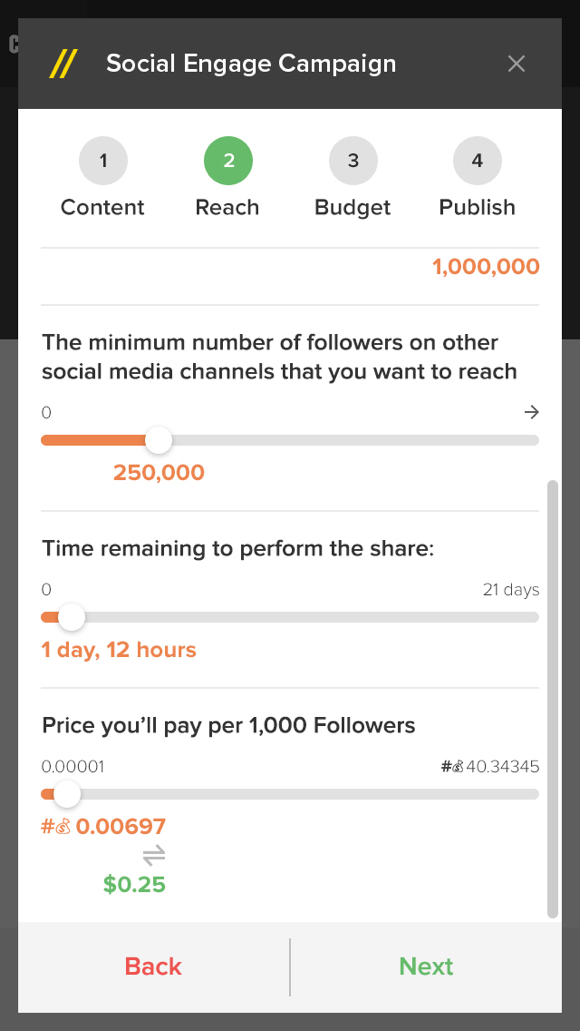 Social Engage Campaign
1 2 3 4
Content Reach Budget Publish
1,000,000
The minimum number of followers on other
social media channels that you want to reach
0
250,000
Time remaining to perform the share:
0 21 days
1 day, 12 hours
Price you’ll pay per 1,000 Followers
0.00001 #💰40.34345
#💰 0.00697
$0.25
Back Next